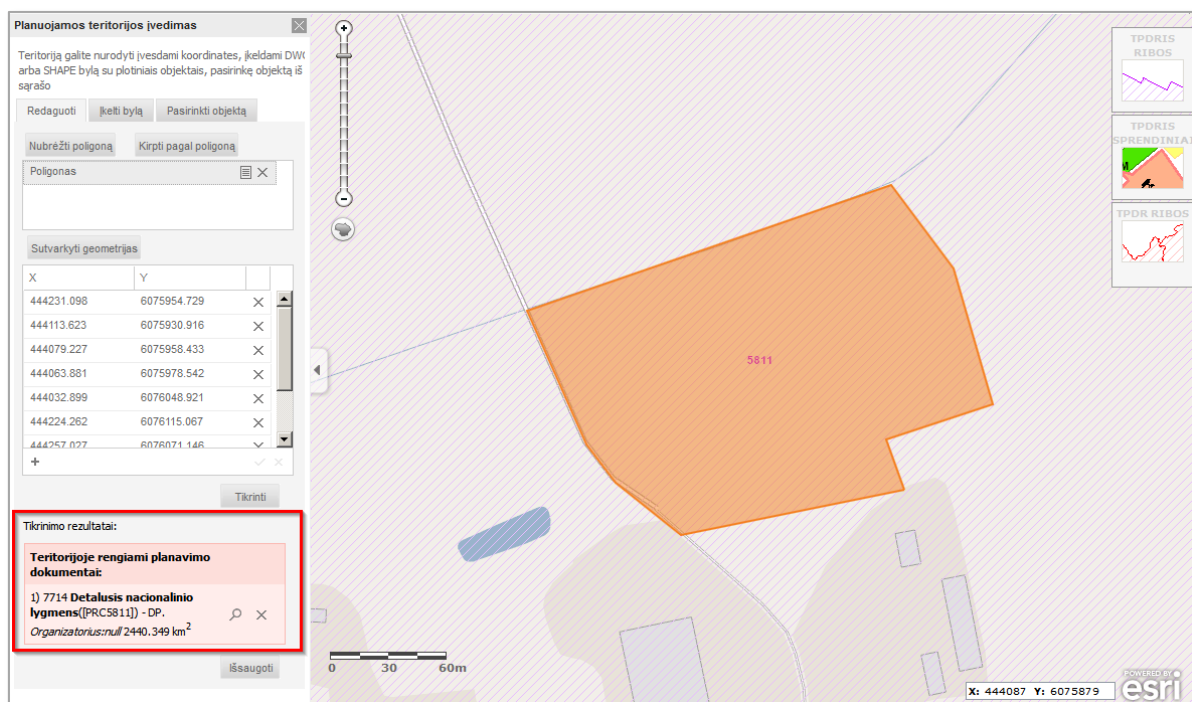 Planuojamos teritorijos įvedimas
Teritoriją galite nurodyti įvesdami koordinates, įkeldami DWG
arba SHAPE bylą su plotiniais objektais, pasirinkę objektą iš
sąrašo
Redaguoti
Įkelti bylą
Pasirinkti objektą
Nubrėžti poligoną
Kirpti pagal poligoną
Poligonas
Sutvarkyti geometrijas
X Y
444231.098 6075954.729
444113.623 6075930.916
444079.227 6075958.433
444063.881 6075978.542
444032.899 6076048.921
444224.262 6076115.067
444257.027 6076071.146
Tikrinti
Tikrinimo rezultatai:
Teritorijoje rengiami planavimo
dokumentai:
1) 7714 Detalusis nacionalinio
lygmens([PRC5811]) - DP.
Organizatorius:null 2440.349 km²
Išsaugoti
5811
0 30 60m
TPDRIS
RIBOS
TPDRIS
SPRENDINIAI
M
TPDR RIBOS
X: 444087 Y: 6075879
POWERED BY
esri